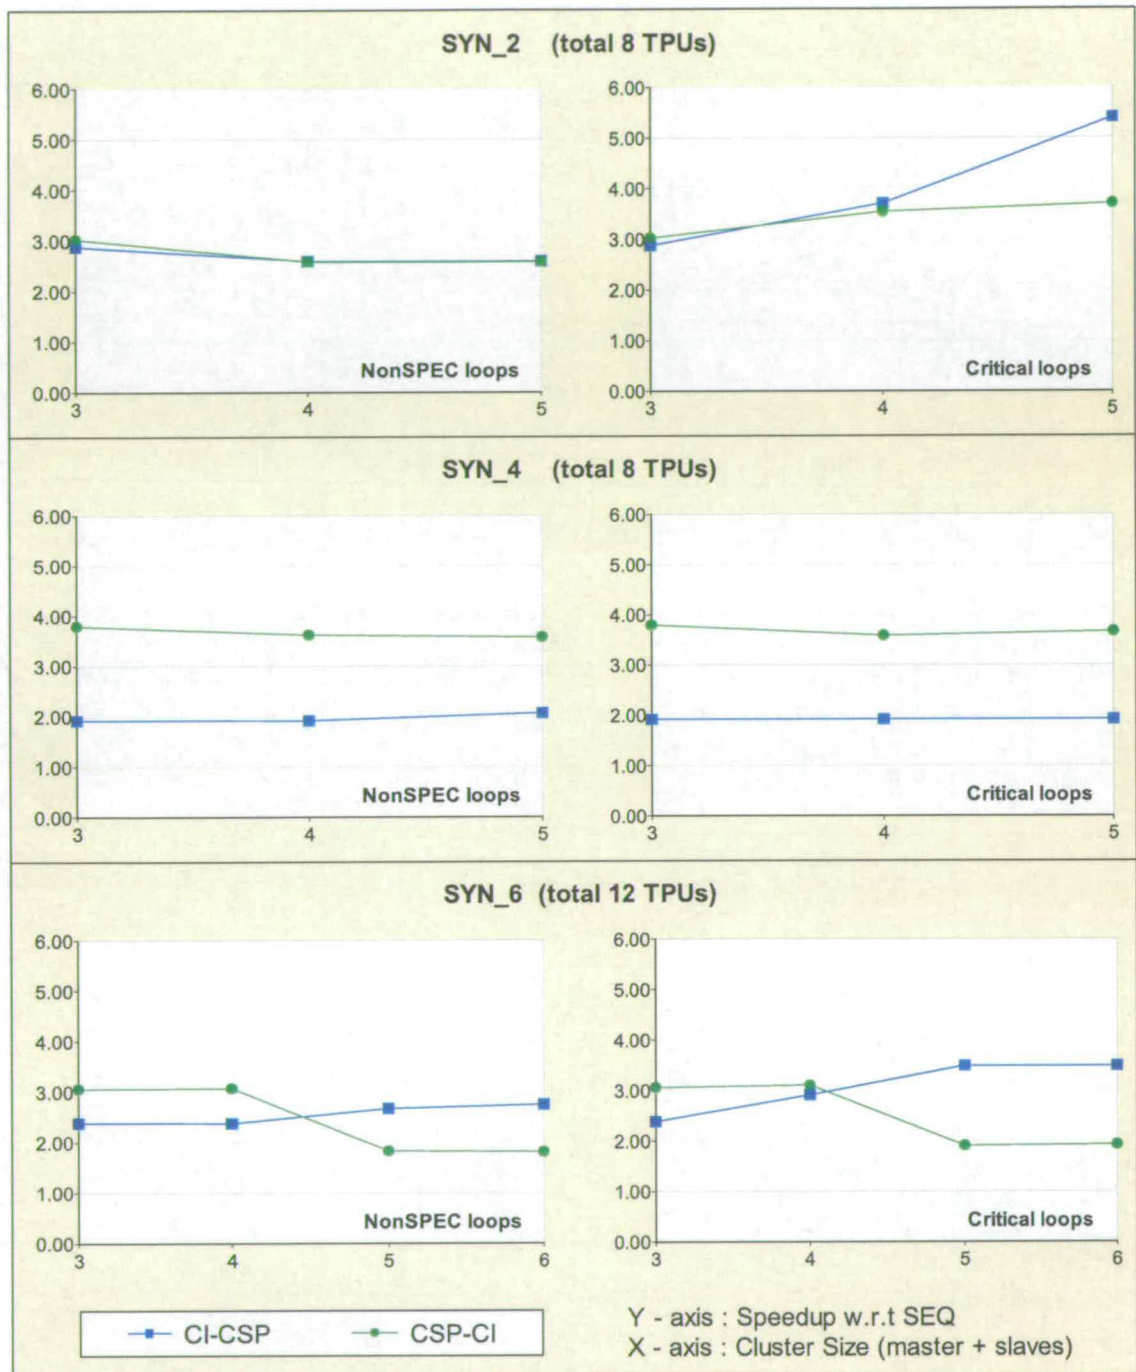 SYN_2 (total 8 TPUs)
6.00
5.00
4.00
3.00
2.00
1.00
0.00
NonSPEC loops
3 4 5
6.00
5.00
4.00
3.00
2.00
1.00
0.00
Critical loops
3 4 5
SYN_4 (total 8 TPUs)
6.00
5.00
4.00
3.00
2.00
1.00
0.00
NonSPEC loops
3 4 5
6.00
5.00
4.00
3.00
2.00
1.00
0.00
Critical loops
3 4 5
SYN_6 (total 12 TPUs)
6.00
5.00
4.00
3.00
2.00
1.00
0.00
NonSPEC loops
3 4 5 6
6.00
5.00
4.00
3.00
2.00
1.00
0.00
Critical loops
3 4 5 6
CI-CSP CSP-CI
Y - axis : Speedup w.r.t SEQ
X - axis : Cluster Size (master + slaves)